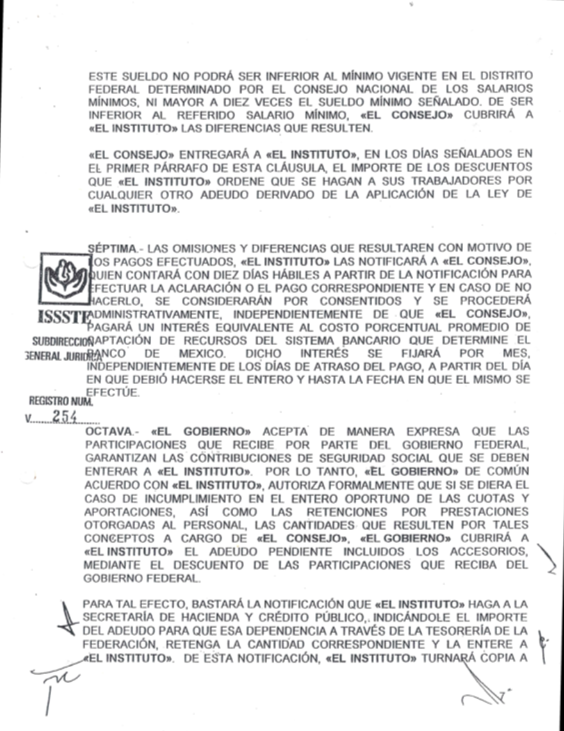 ESTE SUELDO NO PODRÁ SER INFERIOR AL MÍNIMO VIGENTE EN EL DISTRITO
FEDERAL DETERMINADO POR EL CONSEJO NACIONAL DE LOS SALARIOS
MÍNIMOS, NI MAYOR A DIEZ VECES EL SUELDO MÍNIMO SEÑALADO. DE SER
INFERIOR AL REFERIDO SALARIO MÍNIMO, «EL CONSEJO» CUBRIRÁ A
«EL INSTITUTO» LAS DIFERENCIAS QUE RESULTEN.
«EL CONSEJO» ENTREGARÁ A «EL INSTITUTO», EN LOS DÍAS SEÑALADOS EN
EL PRIMER PÁRRAFO DE ESTA CLÁUSULA, EL IMPORTE DE LOS DESCUENTOS
QUE «EL INSTITUTO» ORDENE QUE SE HAGAN A SUS TRABAJADORES POR
CUALQUIER OTRO ADEUDO DERIVADO DE LA APLICACIÓN DE LA LEY DE
«EL INSTITUTO».
SÉPTIMA.- LAS OMISIONES Y DIFERENCIAS QUE RESULTAREN CON MOTIVO DE
LOS PAGOS EFECTUADOS, «EL INSTITUTO» LAS NOTIFICARÁ A «EL CONSEJO»,
QUIEN CONTARÁ CON DIEZ DÍAS HÁBILES A PARTIR DE LA NOTIFICACIÓN PARA
EFECTUAR LA ACLARACIÓN O EL PAGO CORRESPONDIENTE Y EN CASO DE NO
HACERLO, SE CONSIDERARÁN POR CONSENTIDOS Y SE PROCEDERÁ
ADMINISTRATIVAMENTE, INDEPENDIENTEMENTE DE QUE «EL CONSEJO»,
PAGARÁ UN INTERÉS EQUIVALENTE AL COSTO PORCENTUAL PROMEDIO DE
CAPTACIÓN DE RECURSOS DEL SISTEMA BANCARIO QUE DETERMINE EL
BANCO DE MEXICO. DICHO INTERÉS SE FIJARÁ POR MES,
INDEPENDIENTEMENTE DE LOS DÍAS DE ATRASO DEL PAGO, A PARTIR DEL DÍA
EN QUE DEBIÓ HACERSE EL ENTERO Y HASTA LA FECHA EN QUE EL MISMO SE
EFECTÚE.
ISSSTE
SUBDIRECCION
GENERAL JURIDICA
REGISTRO NUM.
V 254
OCTAVA.- «EL GOBIERNO» ACEPTA DE MANERA EXPRESA QUE LAS
PARTICIPACIONES QUE RECIBE POR PARTE DEL GOBIERNO FEDERAL,
GARANTIZAN LAS CONTRIBUCIONES DE SEGURIDAD SOCIAL QUE SE DEBEN
ENTERAR A «EL INSTITUTO». POR LO TANTO, «EL GOBIERNO» DE COMÚN
ACUERDO CON «EL INSTITUTO», AUTORIZA FORMALMENTE QUE SI SE DIERA EL
CASO DE INCUMPLIMIENTO EN EL ENTERO OPORTUNO DE LAS CUOTAS Y
APORTACIONES, ASÍ COMO LAS RETENCIONES POR PRESTACIONES
OTORGADAS AL PERSONAL, LAS CANTIDADES QUE RESULTEN POR TALES
CONCEPTOS A CARGO DE «EL CONSEJO», «EL GOBIERNO» CUBRIRÁ A
«EL INSTITUTO» EL ADEUDO PENDIENTE INCLUIDOS LOS ACCESORIOS,
MEDIANTE EL DESCUENTO DE LAS PARTICIPACIONES QUE RECIBA DEL
GOBIERNO FEDERAL.
PARA TAL EFECTO, BASTARÁ LA NOTIFICACIÓN QUE «EL INSTITUTO» HAGA A LA
SECRETARÍA DE HACIENDA Y CRÉDITO PÚBLICO, INDICÁNDOLE EL IMPORTE
DEL ADEUDO PARA QUE ESA DEPENDENCIA A TRAVÉS DE LA TESORERÍA DE LA
FEDERACIÓN, RETENGA LA CANTIDAD CORRESPONDIENTE Y LA ENTERE A
«EL INSTITUTO». DE ESTA NOTIFICACIÓN, «EL INSTITUTO» TURNARÁ COPIA A